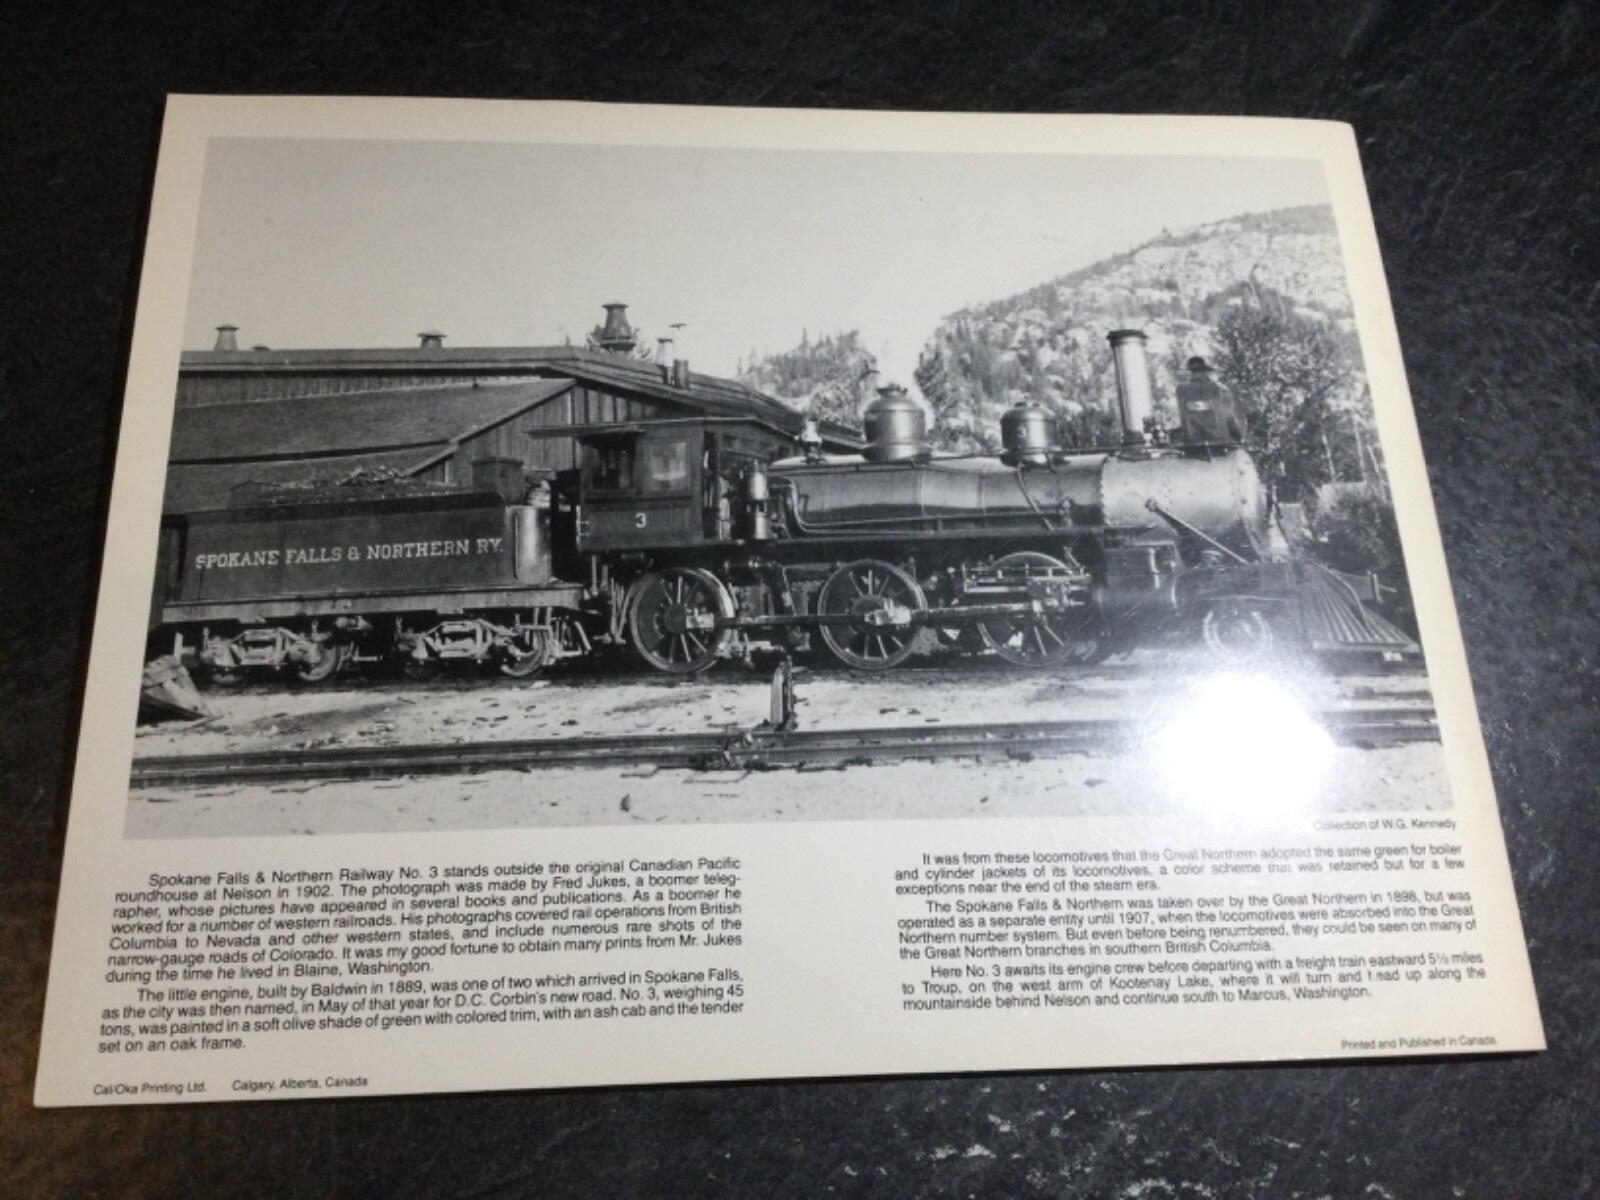 3
3
SPOKANE FALLS & NORTHERN RY.
Collection of W.G. Kennedy
Spokane Falls & Northern Railway No. 3 stands outside the original Canadian Pacific
roundhouse at Nelson in 1902. The photograph was made by Fred Jukes, a boomer teleg-
rapher, whose pictures have appeared in several books and publications. As a boomer he
worked for a number of western railroads. His photographs covered rail operations from British
Columbia to Nevada and other western states, and include numerous rare shots of the
narrow-gauge roads of Colorado. It was my good fortune to obtain many prints from Mr. Jukes
during the time he lived in Blaine, Washington.
The little engine, built by Baldwin in 1889, was one of two which arrived in Spokane Falls,
as the city was then named, in May of that year for D.C. Corbin's new road. No. 3, weighing 45
tons, was painted in a soft olive shade of green with colored trim, with an ash cab and the tender
set on an oak frame.
It was from these locomotives that the Great Northern adopted the same green for boiler
and cylinder jackets of its locomotives, a color scheme that was retained but for a few
exceptions near the end of the steam era.
The Spokane Falls & Northern was taken over by the Great Northern in 1898, but was
operated as a separate entity until 1907, when the locomotives were absorbed into the Great
Northern number system. But even before being renumbered, they could be seen on many of
the Great Northern branches in southern British Columbia.
Here No. 3 awaits its engine crew before departing with a freight train eastward 5½ miles
to Troup, on the west arm of Kootenay Lake, where it will turn and head up along the
mountainside behind Nelson and continue south to Marcus, Washington.
Cal/Oka Printing Ltd. Calgary, Alberta, Canada
Printed and Published in Canada.